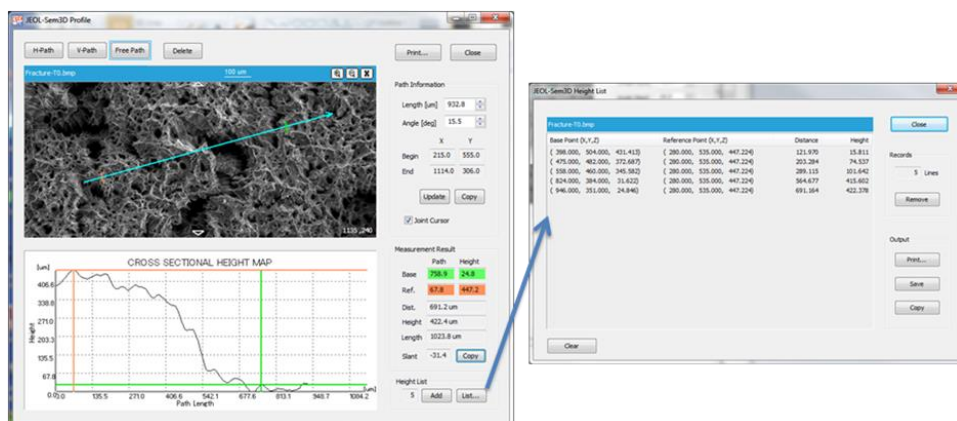 JEOL-Sem3D Profile
H-Path V-Path Free Path Delete Print... Close
Fracture-T0.bmp 100 um
1135 ,240
Path Information
Length [um] 932.8
Angle [deg] 15.5
X Y
Begin 215.0 555.0
End 1114.0 306.0
Update Copy
Joint Cursor
CROSS SECTIONAL HEIGHT MAP
[um]
406.6
338.8
271.0
203.3
135.5
67.8
0.0
Height
0.0 135.5 271.0 406.6 542.1 677.6 813.1 948.7 1084.2
[um]
Path Length
Measurement Result
Path Height
Base 758.9 24.8
Ref. 67.8 447.2
Dist. 691.2 um
Height 422.4 um
Length 1023.8 um
Slant -31.4 Copy
Height List
5 Add List...
JEOL-Sem3D Height List
Fracture-T0.bmp
Base Point (X,Y,Z) Reference Point (X,Y,Z) Distance Height
( 398.000, 504.000, 431.413) ( 280.000, 535.000, 447.224) 121.970 15.811
( 475.000, 482.000, 372.687) ( 280.000, 535.000, 447.224) 203.284 74.537
( 558.000, 460.000, 345.582) ( 280.000, 535.000, 447.224) 289.115 101.642
( 824.000, 384.000, 31.622) ( 280.000, 535.000, 447.224) 564.677 415.602
( 946.000, 351.000, 24.846) ( 280.000, 535.000, 447.224) 691.164 422.378
Close
Records
5 Lines
Remove
Output
Print...
Save
Copy
Clear